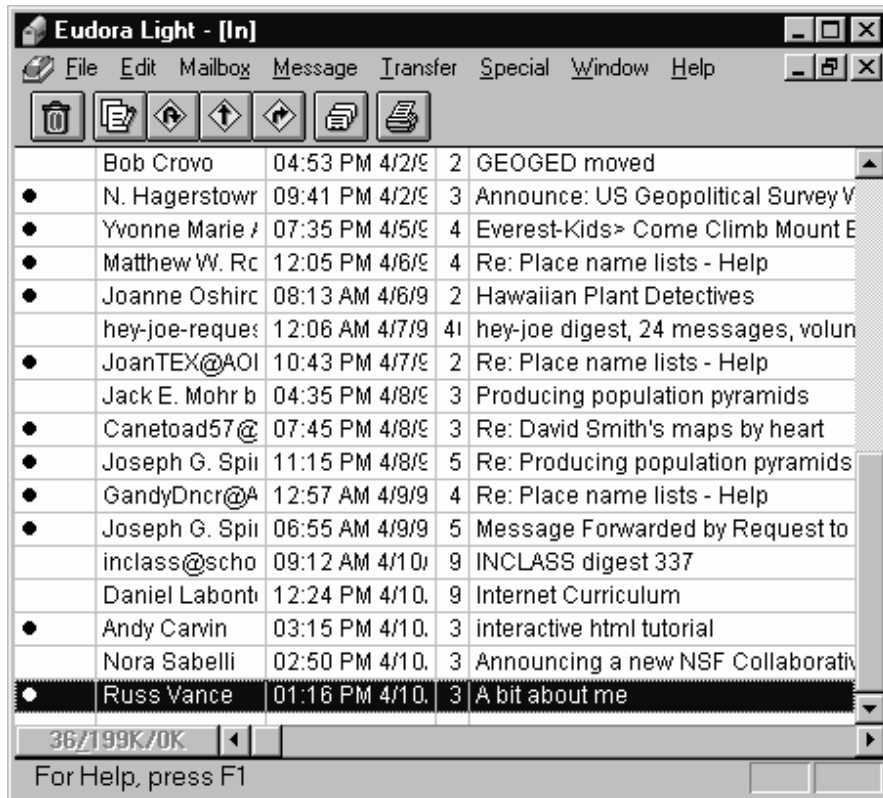 Eudora Light - [In]
File Edit Mailbox Message Transfer Special Window Help
Bob Crovo 04:53 PM 4/2/9 2 GEOGED moved
N. Hagerstowr 09:41 PM 4/2/9 3 Announce: US Geopolitical Survey W
Yvonne Marie A 07:35 PM 4/5/9 4 Everest-Kids> Come Climb Mount E
Matthew W. Ro 12:05 PM 4/6/9 4 Re: Place name lists - Help
Joanne Oshiro 08:13 AM 4/6/9 2 Hawaiian Plant Detectives
hey-joe-reques 12:06 AM 4/7/9 4 hey-joe digest, 24 messages, volun
JoanTEX@AOI 10:43 PM 4/7/9 2 Re: Place name lists - Help
Jack E. Mohr b 04:35 PM 4/8/9 3 Producing population pyramids
Canetoad57@ 07:45 PM 4/8/9 3 Re: David Smith's maps by heart
Joseph G. Spii 11:15 PM 4/8/9 5 Re: Producing population pyramids
GandyDncr@A 12:57 AM 4/9/9 4 Re: Place name lists - Help
Joseph G. Spii 06:55 AM 4/9/9 5 Message Forwarded by Request to
inclass@scho 09:12 AM 4/10/ 9 INCLASS digest 337
Daniel Labont 12:24 PM 4/10. 9 Internet Curriculum
Andy Carvin 03:15 PM 4/10. 3 interactive html tutorial
Nora Sabelli 02:50 PM 4/10. 3 Announcing a new NSF Collaborativ
Russ Vance 01:16 PM 4/10. 3 A bit about me
36/199K/0K
For Help, press F1